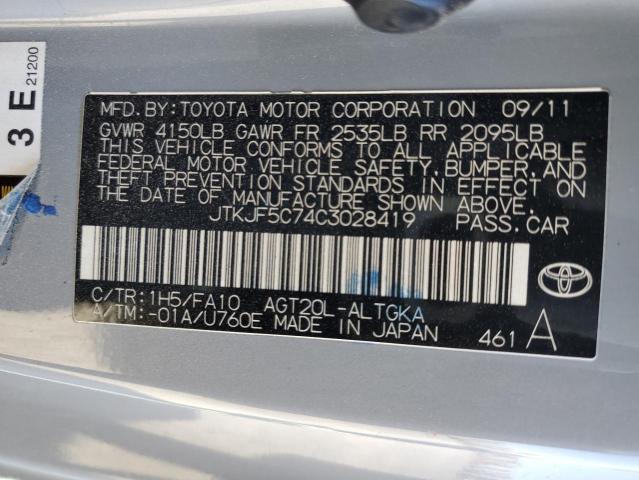 3 E
21200
MFD.BY:TOYOTA MOTOR CORPORATION 09/11
GVWR 4150LB GAWR FR 2535LB RR 2095LB
THIS VEHICLE CONFORMS TO ALL APPLICABLE
FEDERAL MOTOR VEHICLE SAFETY,BUMPER,AND
THEFT PREVENTION STANDARDS IN EFFECT ON
THE DATE OF MANUFACTURE SHOWN ABOVE.
JTKJF5C74C3028419 PASS.CAR
C/TR:1H5/FA10 AGT20L-ALTGKA
A/TM:-01A/U760E MADE IN JAPAN
461 A